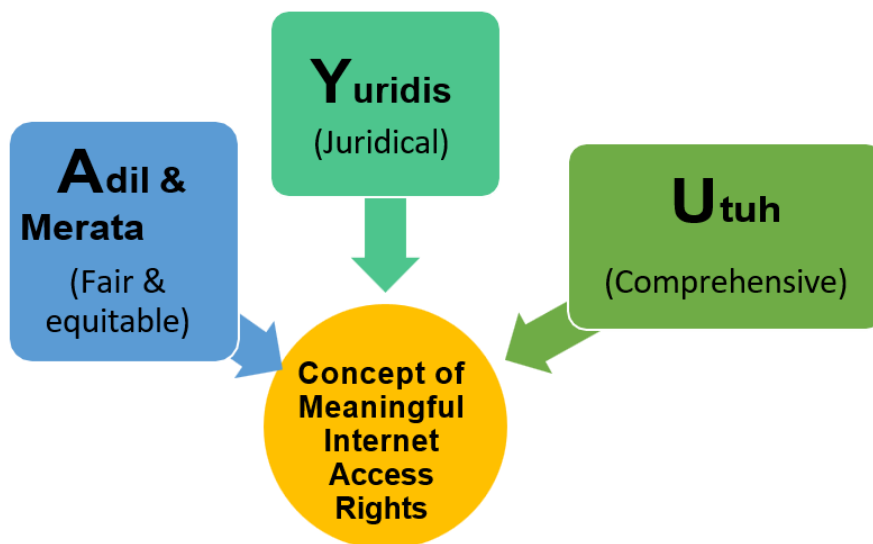 Adil &
Merata
(Fair &
equitable)
Yuridis
(Juridical)
Utuh
(Comprehensive)
Concept of
Meaningful
Internet
Access
Rights